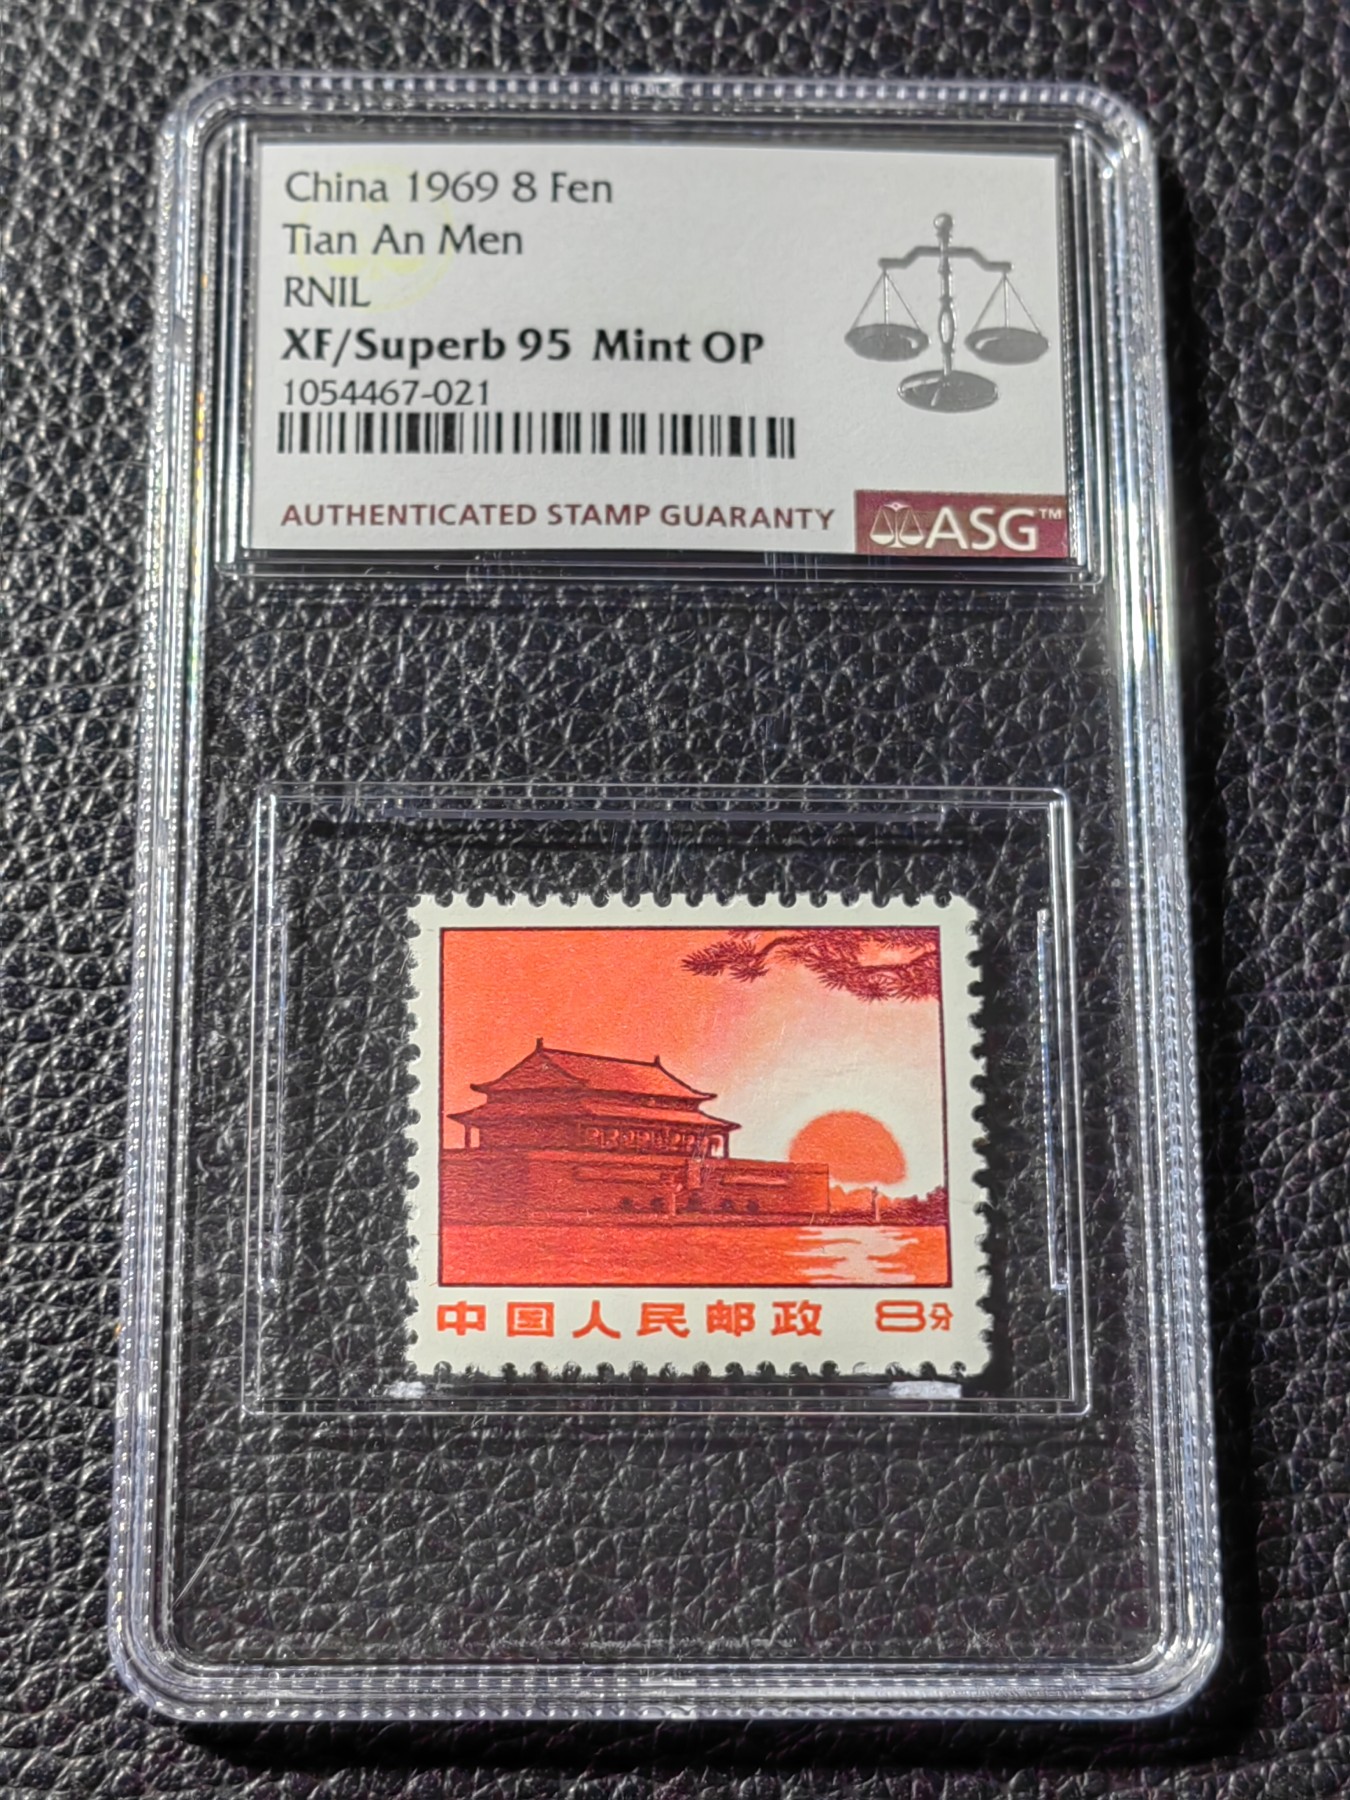 China 1969 8 Fen
Tian An Men
RNIL
XF/Superb 95 Mint OP
1054467-021
AUTHENTICATED STAMP GUARANTY
ASG™
中国人民邮政 8分